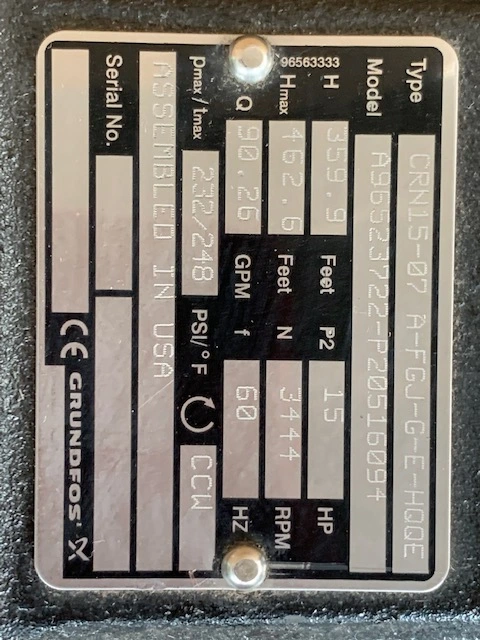 Type CRN15-07 A-FGJ-G-E-HQQE
Model A96523722-P20516094
96563333
H 359.9 Feet P2 15 HP
Hmax 462.6 Feet N 3444 RPM
Q 90.26 GPM f 60 HZ
pmax/tmax 232/248 PSI/°F CCW
ASSEMBLED IN USA
Serial No.
CE GRUNDFOS